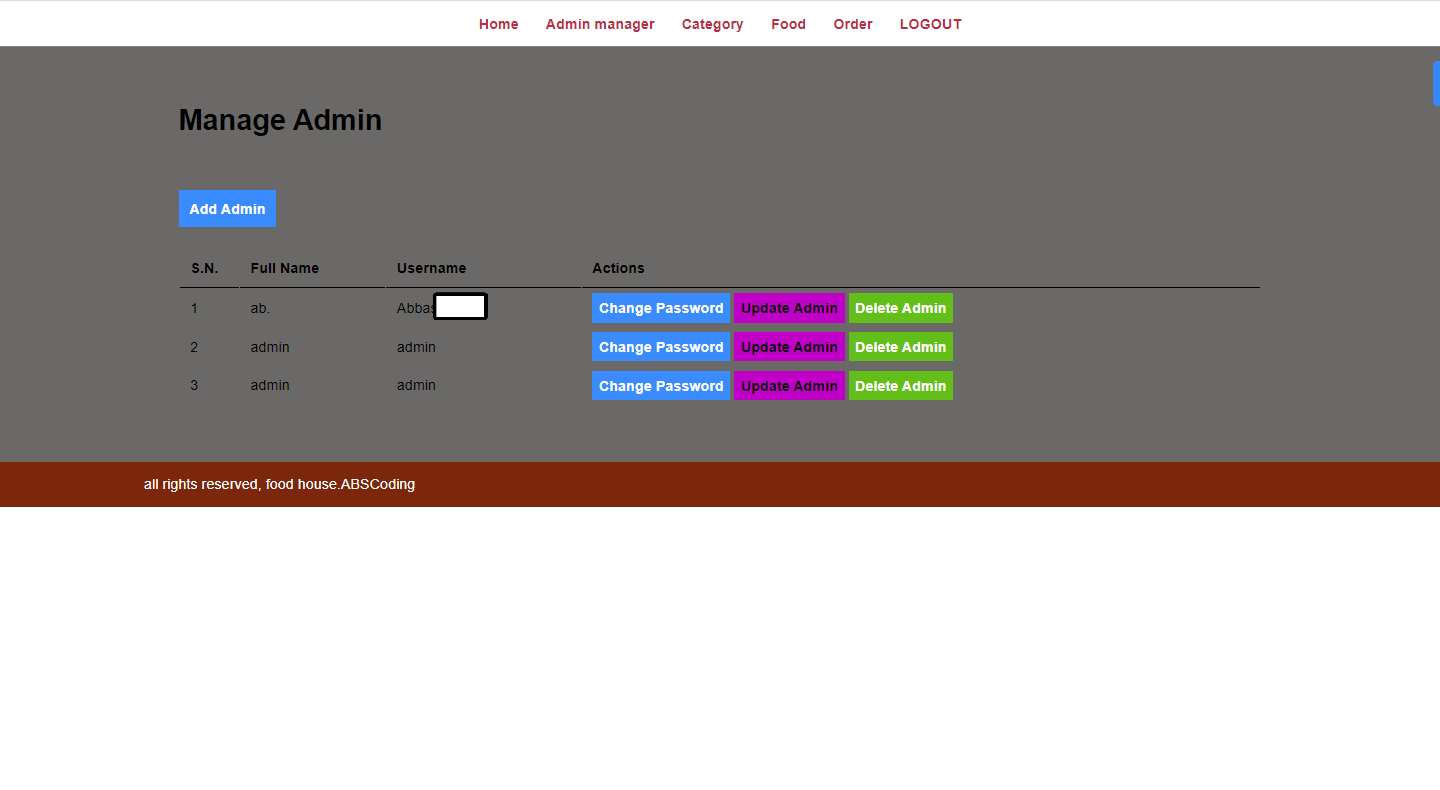 Home Admin manager Category Food Order LOGOUT
Manage Admin
Add Admin
S.N. Full Name Username Actions
1 ab. Change Password Update Admin Delete Admin
2 admin admin Change Password Update Admin Delete Admin
3 admin admin Change Password Update Admin Delete Admin
all rights reserved, food house.ABSCoding